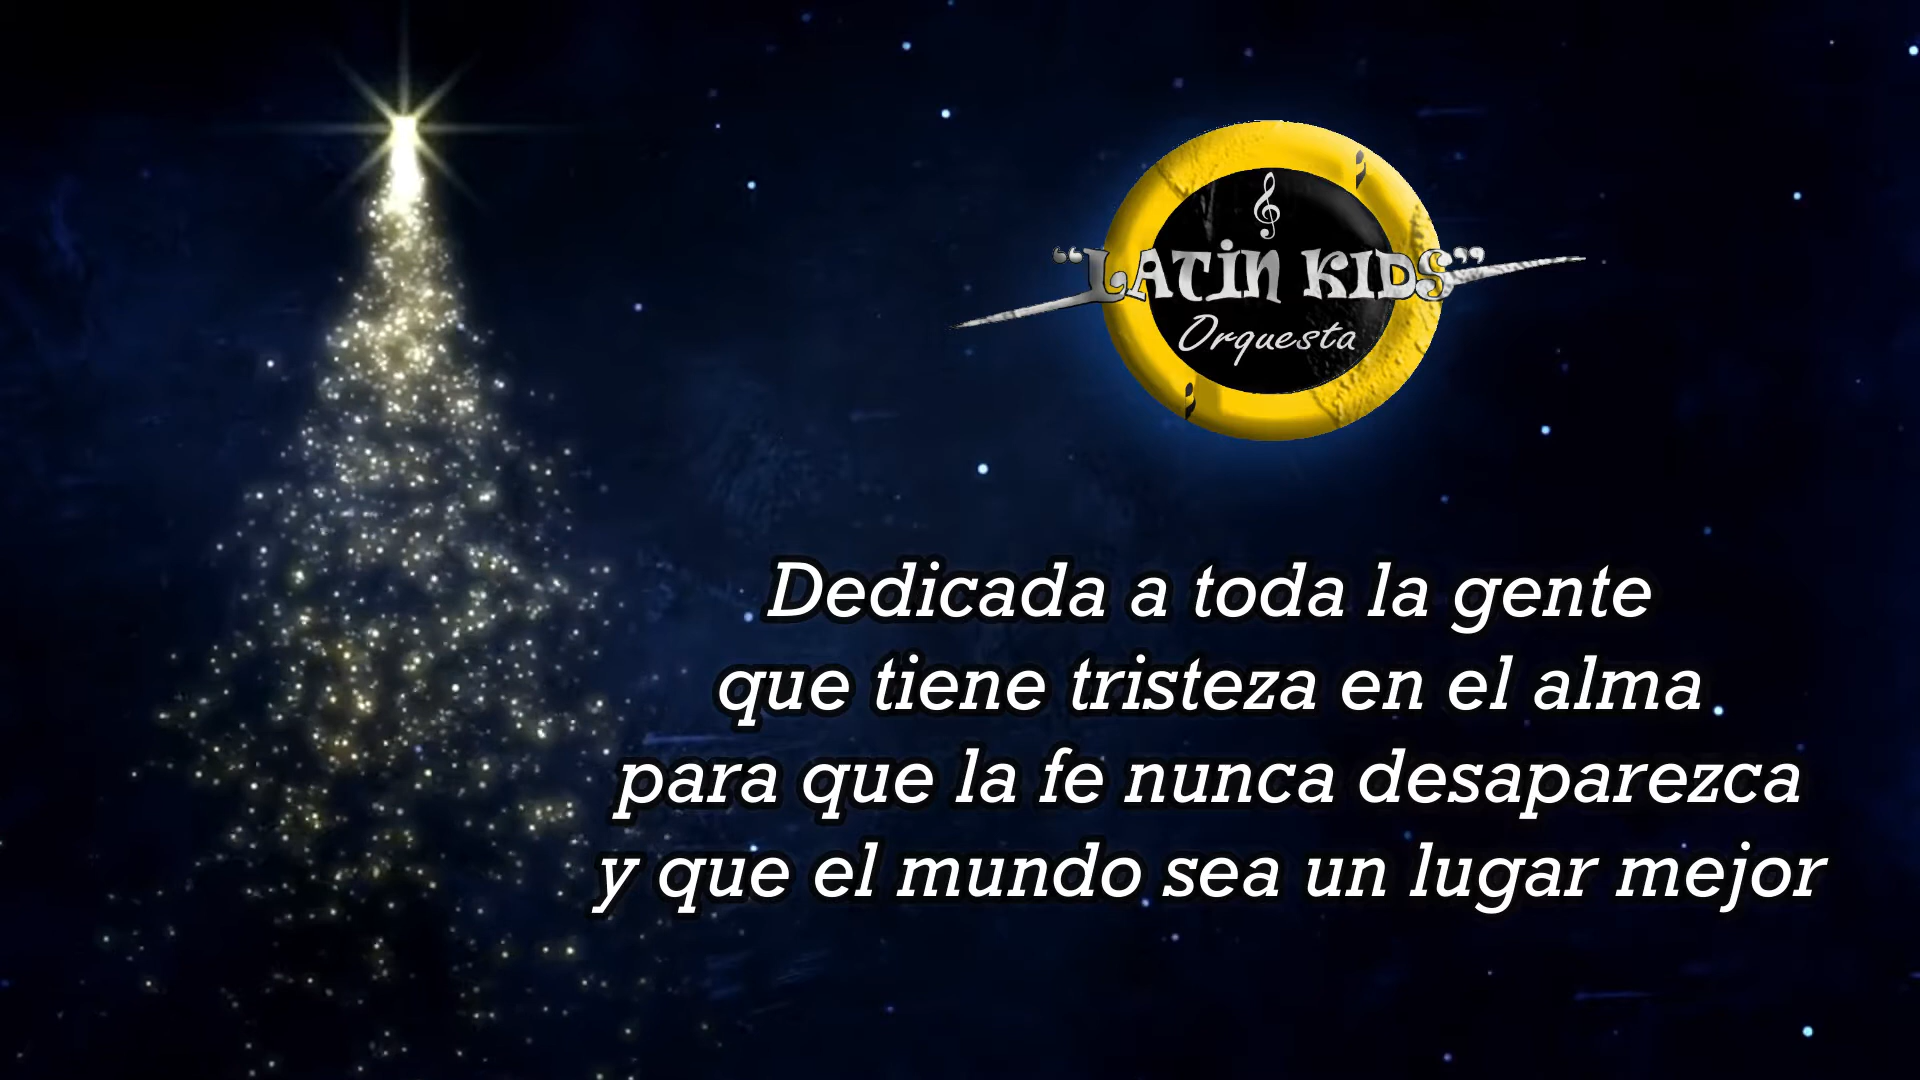 "LATIN KIDS"
Orquesta
Dedicada a toda la gente
que tiene tristeza en el alma
para que la fe nunca desaparezca
y que el mundo sea un lugar mejor